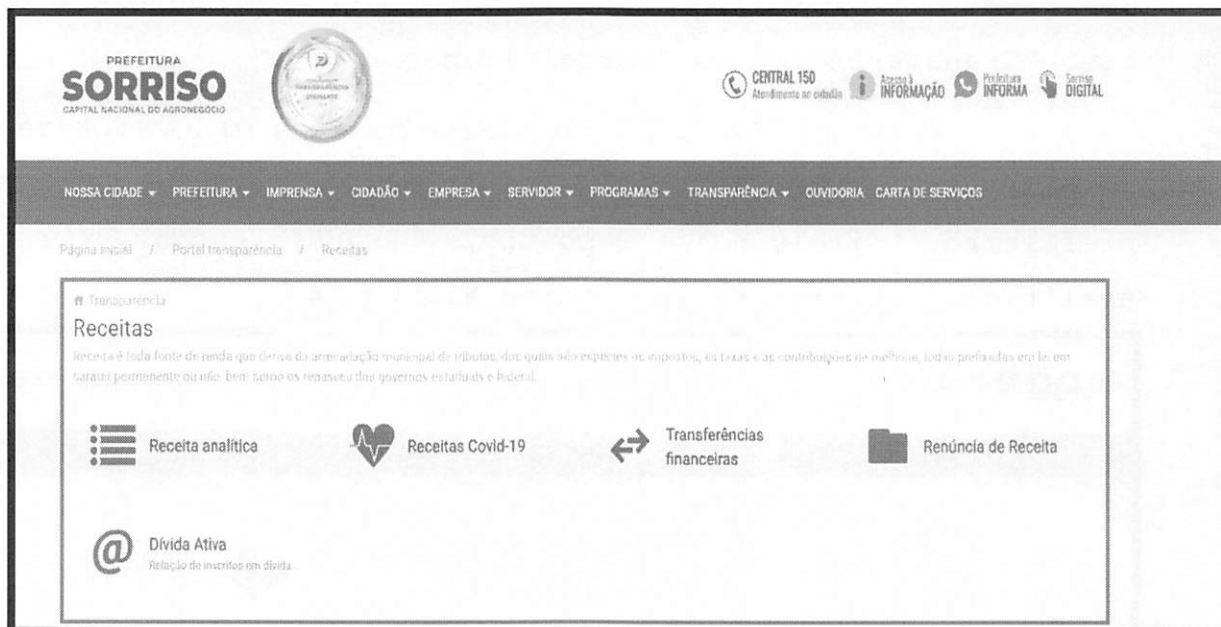 PREFEITURA
SORRISO
CAPITAL NACIONAL DO AGRONEGÓCIO
TRANSPARÊNCIA
CENTRAL 150
Atendimento ao cidadão
Acesso à
INFORMAÇÃO
Prefeitura
INFORMA
Sorriso
DIGITAL
NOSSA CIDADE PREFEITURA IMPRENSA CIDADÃO EMPRESA SERVIDOR PROGRAMAS TRANSPARÊNCIA OUVIDORIA CARTA DE SERVIÇOS
Página inicial / Portal transparência / Receitas
Transparência
Receitas
Receita é toda fonte de renda que deriva da arrecadação municipal de tributos, dos quais são espécies os impostos, as taxas e as contribuições de melhoria, todas prefixadas em lei em
caráter permanente ou não, bem como os repasses dos governos estaduais e federal.
Receita analítica
Receitas Covid-19
Transferências
financeiras
Renúncia de Receita
@ Dívida Ativa
Relação de inscritos em dívida.